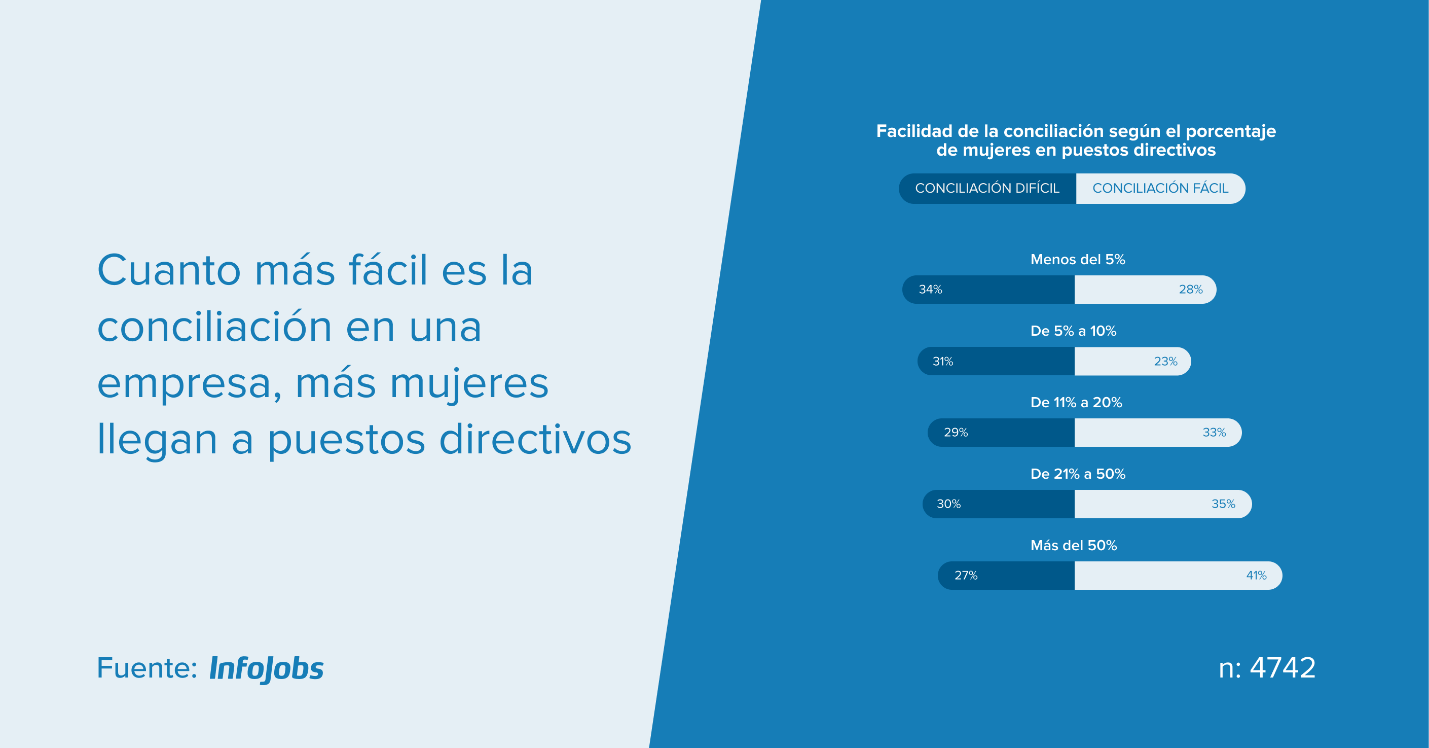 Cuanto más fácil es la
conciliación en una
empresa, más mujeres
llegan a puestos directivos
Fuente: InfoJobs
Facilidad de la conciliación según el porcentaje
de mujeres en puestos directivos
CONCILIACIÓN DIFÍCIL CONCILIACIÓN FÁCIL
Menos del 5%
34% 28%
De 5% a 10%
31% 23%
De 11% a 20%
29% 33%
De 21% a 50%
30% 35%
Más del 50%
27% 41%
n: 4742